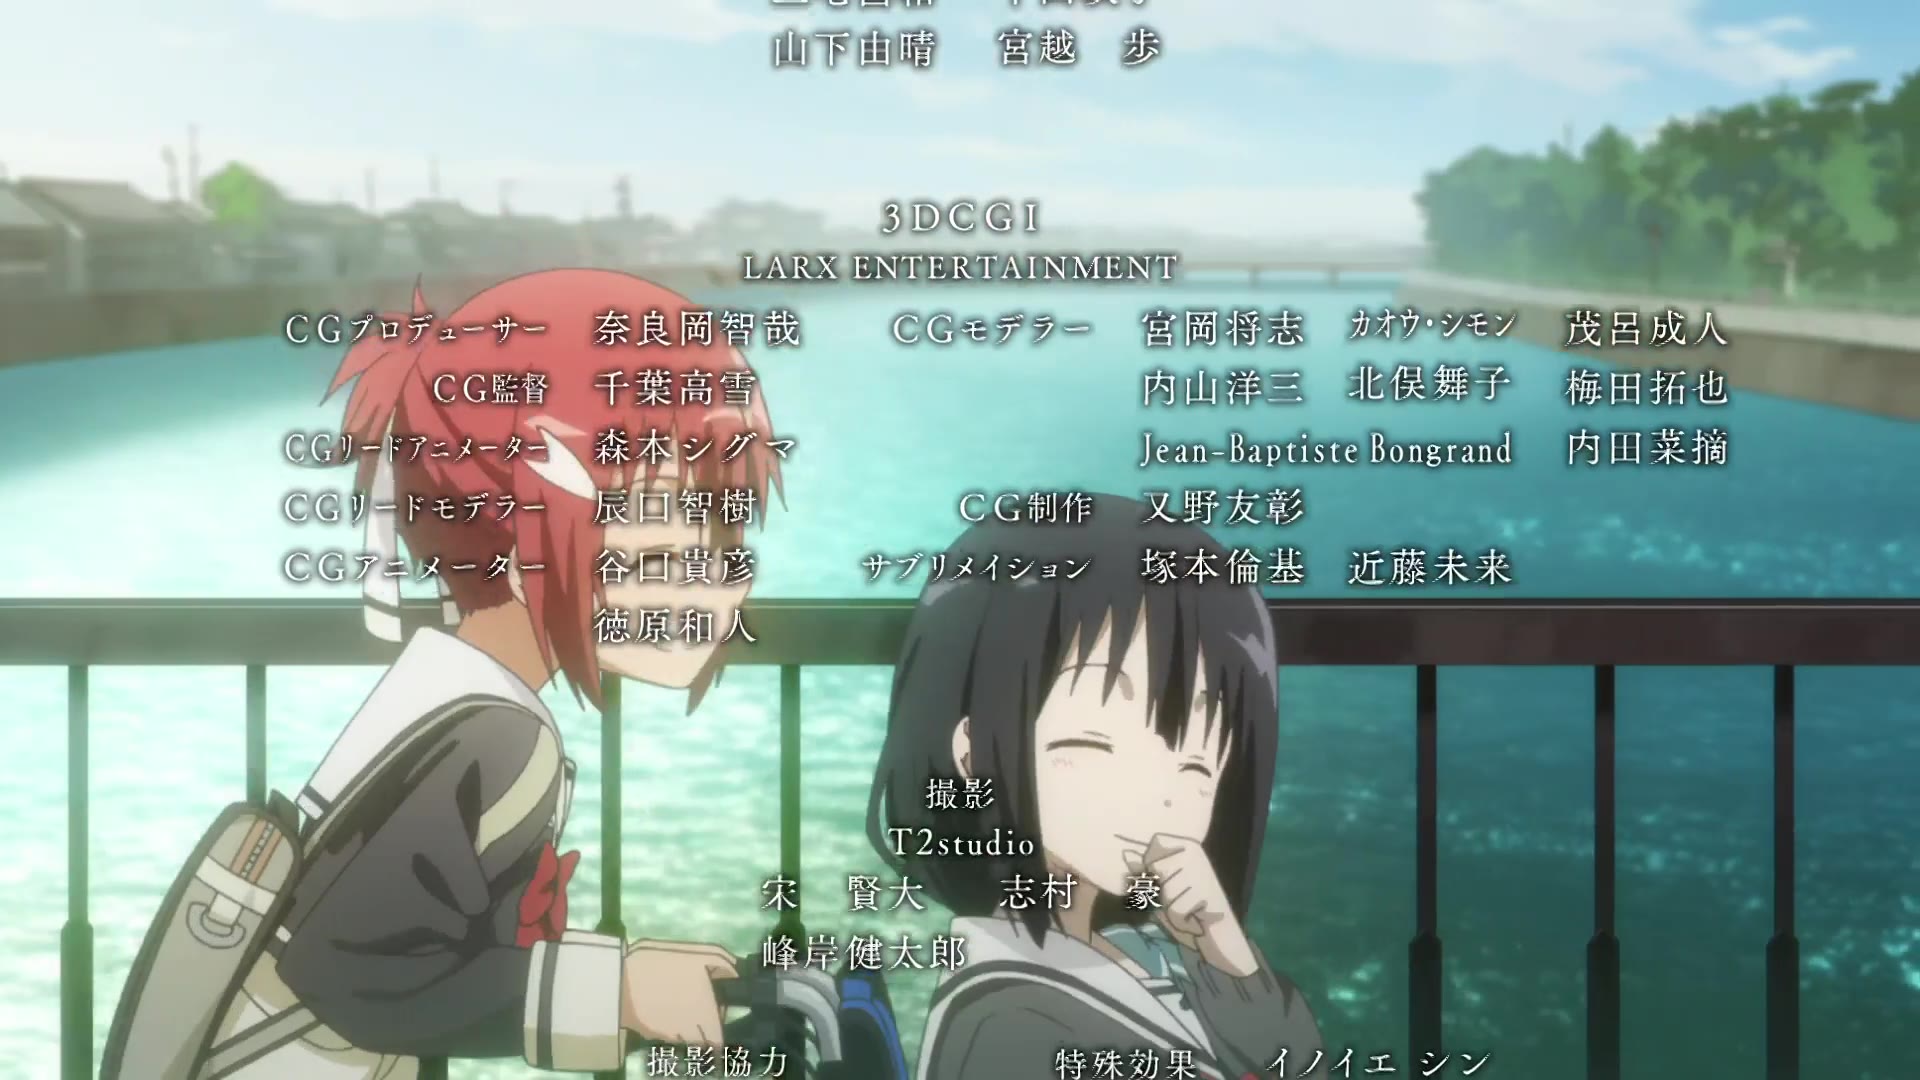 山下由晴 宮越 歩
3DCGI
LARX ENTERTAINMENT
CGプロデューサー 奈良岡智哉 CGモデラー 宮岡将志 カオウ・シモン 茂呂成人
CG監督 千葉高雪 内山洋三 北俣舞子 梅田拓也
CGリードアニメーター 森本シグマ Jean-Baptiste Bongrand 内田菜摘
CGリードモデラー 辰口智樹 CG制作 又野友彰
CGアニメーター 谷口貴彦 サブリメイション 塚本倫基 近藤未来
徳原和人
撮影
T2studio
宋 賢大 志村 豪
峰岸健太郎
撮影協力 特殊効果 イノイエ シン